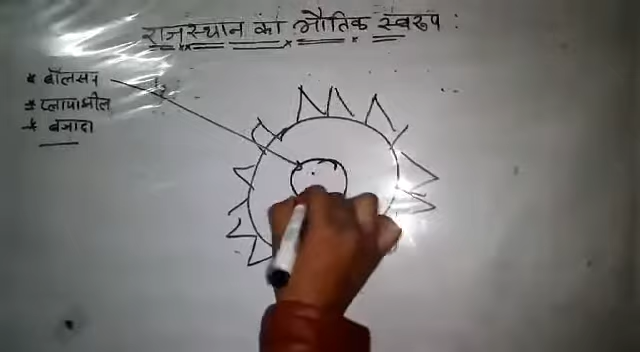 राजस्थान का भौतिक स्वरूप :
* बॉलसन
* प्लायाझील
* बजादा